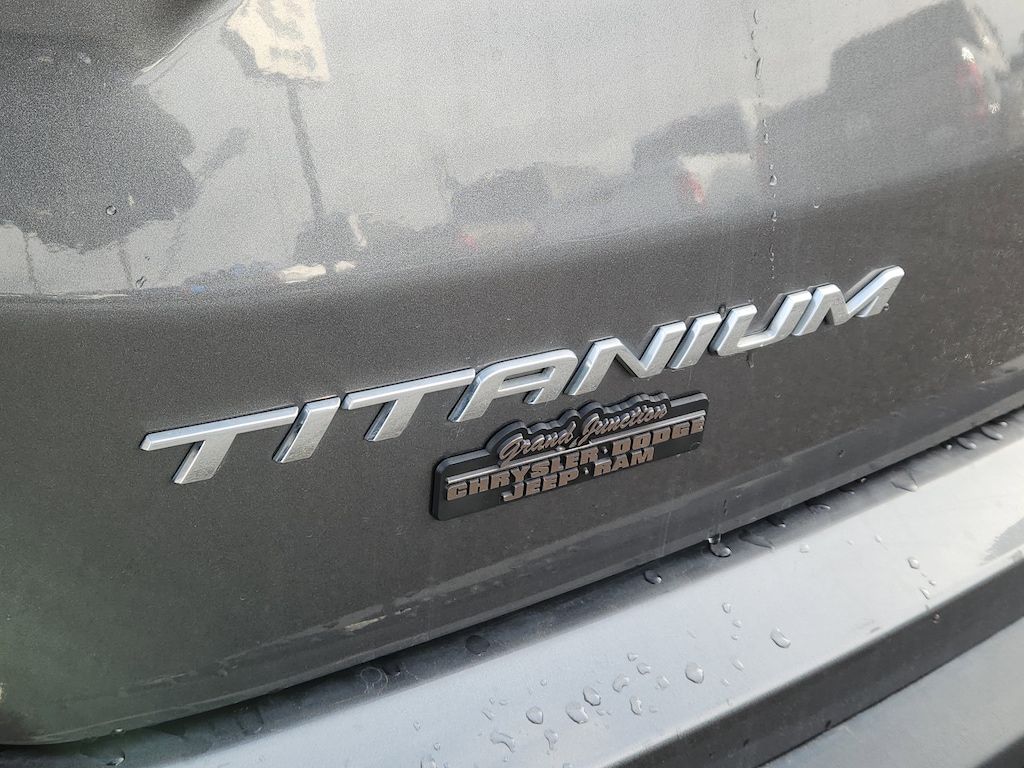 TITANIUM
Grand Junction
CHRYSLER·DODGE
JEEP·RAM